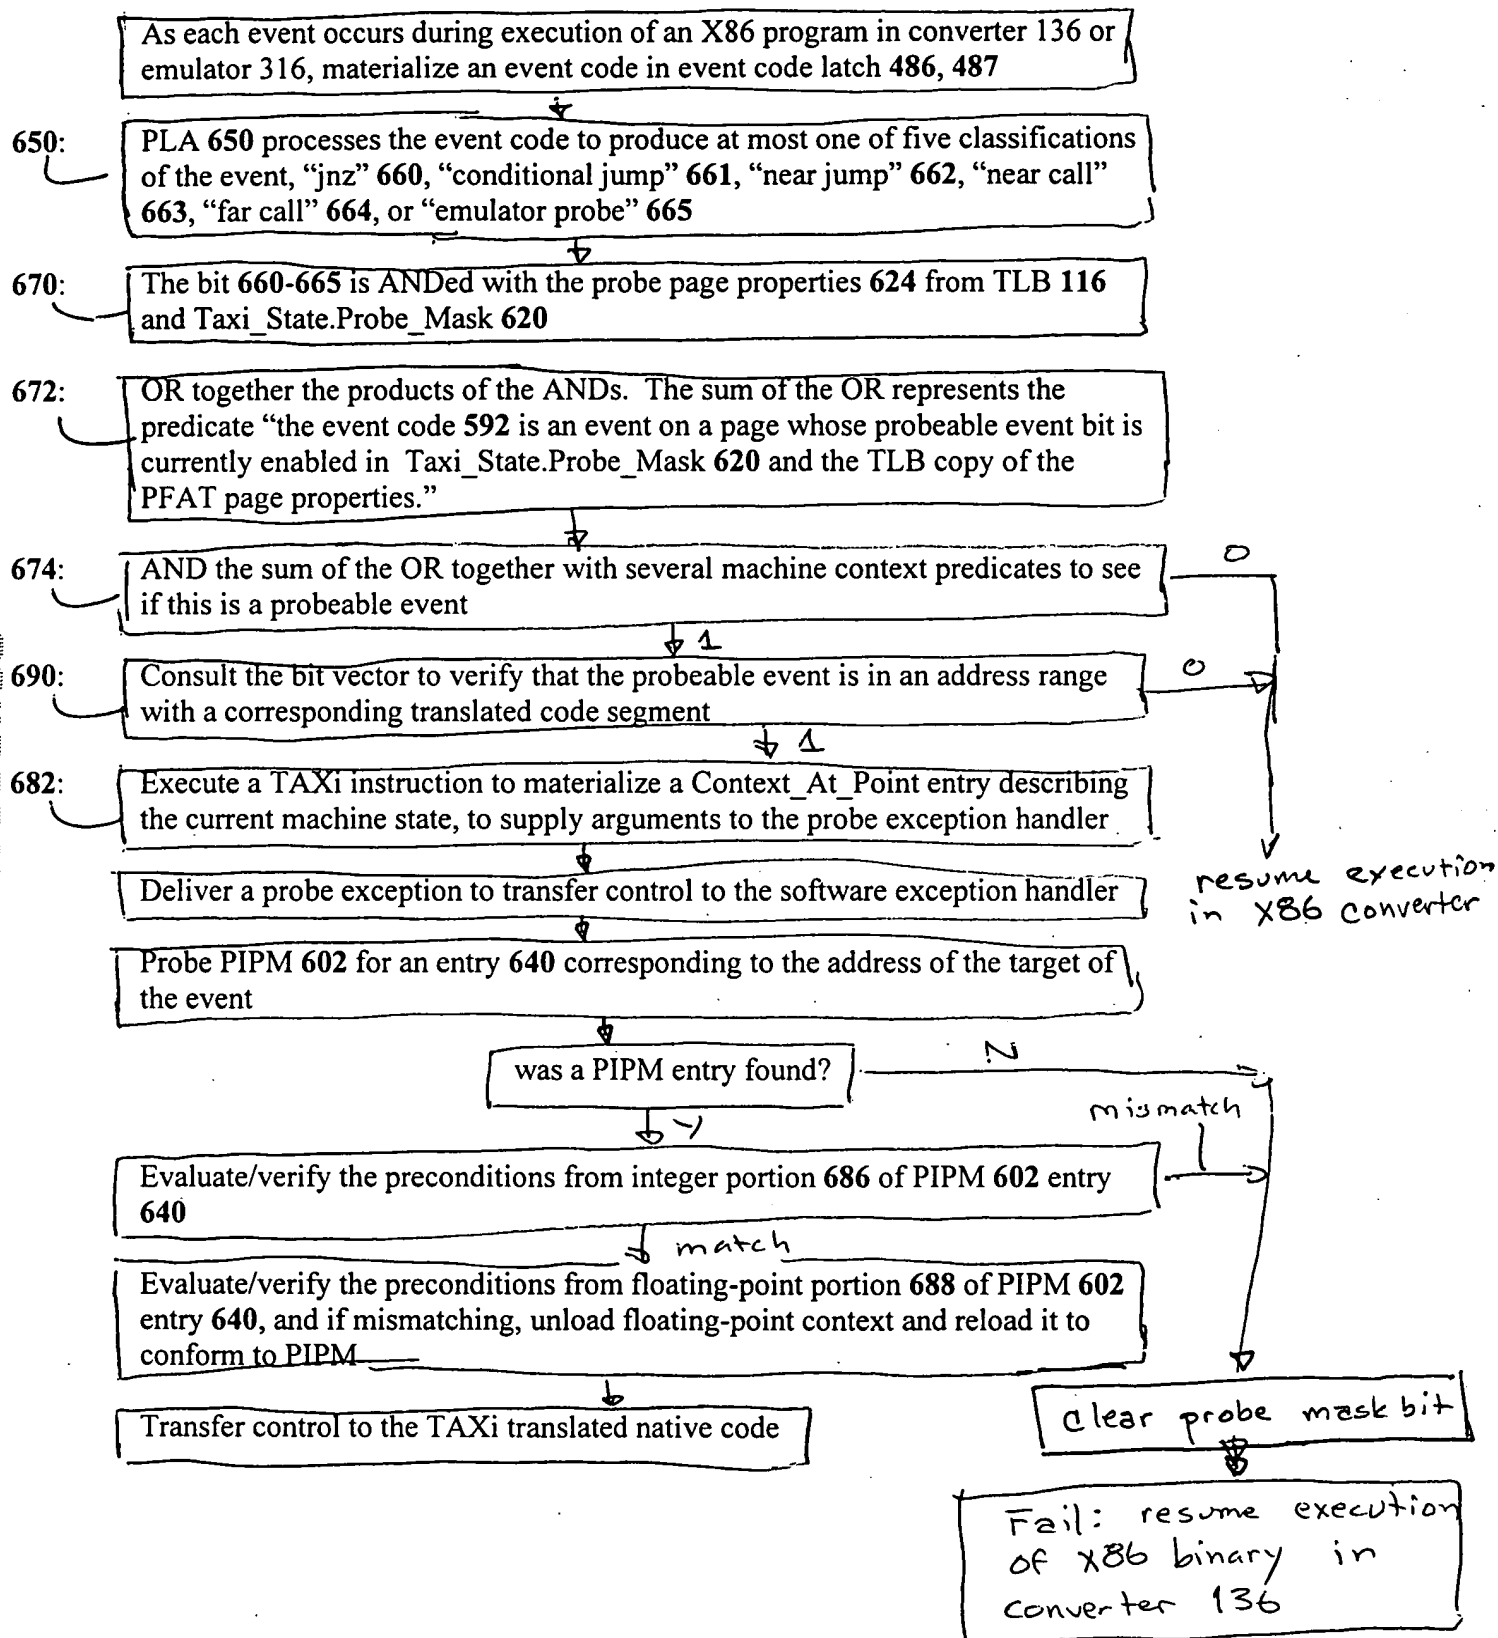 As each event occurs during execution of an X86 program in converter 136 or
emulator 316, materialize an event code in event code latch 486, 487
650:
PLA 650 processes the event code to produce at most one of five classifications
of the event, “jnz” 660, “conditional jump” 661, “near jump” 662, “near call”
663, “far call” 664, or “emulator probe” 665
670:
The bit 660-665 is ANDed with the probe page properties 624 from TLB 116
and Taxi_State.Probe_Mask 620
672:
OR together the products of the ANDs. The sum of the OR represents the
predicate “the event code 592 is an event on a page whose probeable event bit is
currently enabled in Taxi_State.Probe_Mask 620 and the TLB copy of the
PFAT page properties.”
674:
AND the sum of the OR together with several machine context predicates to see
if this is a probeable event
0
1
690:
Consult the bit vector to verify that the probeable event is in an address range
with a corresponding translated code segment
0
1
682:
Execute a TAXi instruction to materialize a Context_At_Point entry describing
the current machine state, to supply arguments to the probe exception handler
resume execution
in X86 converter
Deliver a probe exception to transfer control to the software exception handler
Probe PIPM 602 for an entry 640 corresponding to the address of the target of
the event
was a PIPM entry found?
N
Y
mismatch
Evaluate/verify the preconditions from integer portion 686 of PIPM 602 entry
640
match
Evaluate/verify the preconditions from floating-point portion 688 of PIPM 602
entry 640, and if mismatching, unload floating-point context and reload it to
conform to PIPM
Transfer control to the TAXi translated native code
clear probe mask bit
Fail: resume execution
of X86 binary in
converter 136